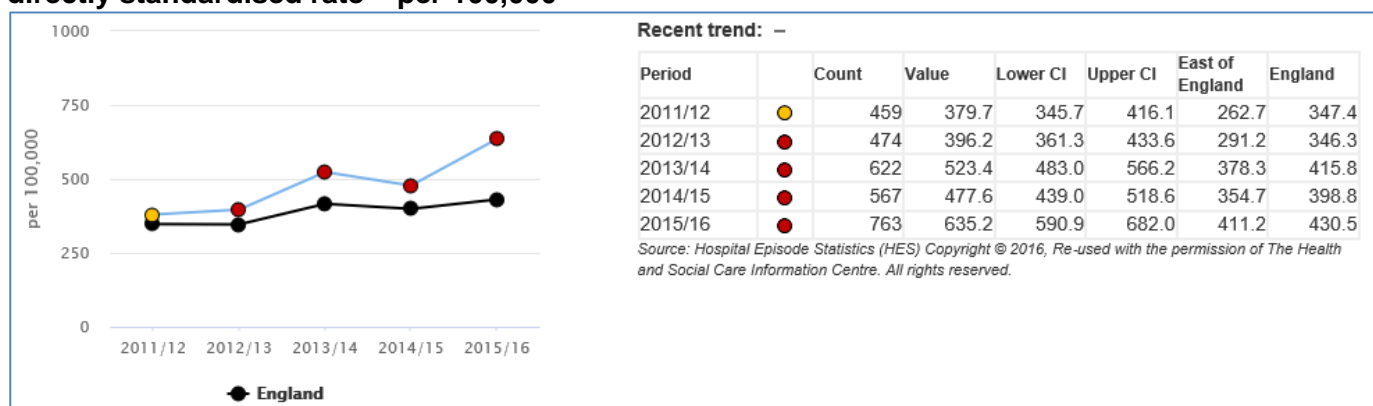 directly standardised rate – per 100,000
1000
750
500
250
0
per 100,000
2011/12 2012/13 2013/14 2014/15 2015/16
England
Recent trend: –
Period Count Value Lower CI Upper CI East of England England
2011/12 459 379.7 345.7 416.1 262.7 347.4
2012/13 474 396.2 361.3 433.6 291.2 346.3
2013/14 622 523.4 483.0 566.2 378.3 415.8
2014/15 567 477.6 439.0 518.6 354.7 398.8
2015/16 763 635.2 590.9 682.0 411.2 430.5
Source: Hospital Episode Statistics (HES) Copyright © 2016, Re-used with the permission of The Health
and Social Care Information Centre. All rights reserved.